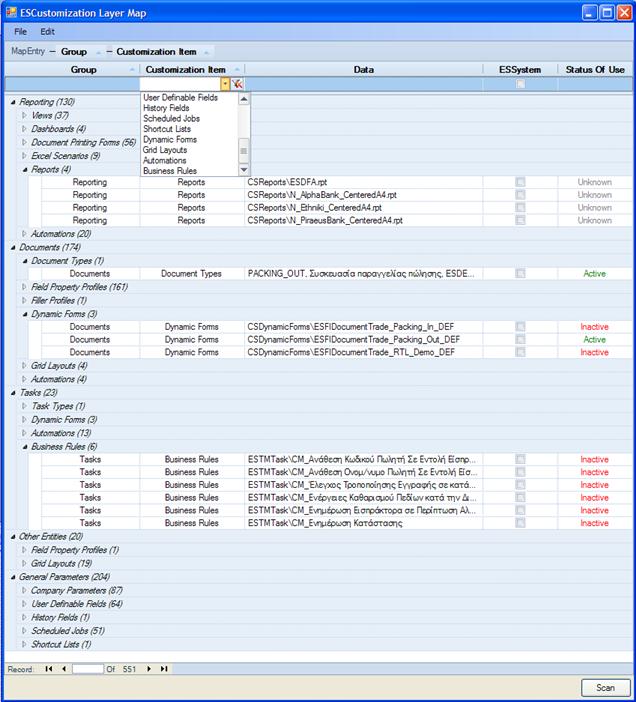 ESCustomization Layer Map
File Edit
MapEntry – Group – Customization Item
Group Customization Item Data ESSystem Status Of Use
User Definable Fields
History Fields
Scheduled Jobs
Shortcut Lists
Dynamic Forms
Grid Layouts
Automations
Business Rules
Reporting (130)
Views (37)
Dashboards (4)
Document Printing Forms (56)
Excel Scenarios (9)
Reports (4)
Reporting Reports CSReports\ESDFA.rpt Unknown
Reporting Reports CSReports\N_AlphaBank_CenteredA4.rpt Unknown
Reporting Reports CSReports\N_Ethniki_CenteredA4.rpt Unknown
Reporting Reports CSReports\N_PiraeusBank_CenteredA4.rpt Unknown
Automations (20)
Documents (174)
Document Types (1)
Documents Document Types PACKING_OUT, Συσκευασία παραγγελίας πώλησης, ESDE... Active
Field Property Profiles (161)
Filler Profiles (1)
Dynamic Forms (3)
Documents Dynamic Forms CSDynamicForms\ESFIDocumentTrade_Packing_In_DEF Inactive
Documents Dynamic Forms CSDynamicForms\ESFIDocumentTrade_Packing_Out_DEF Active
Documents Dynamic Forms CSDynamicForms\ESFIDocumentTrade_RTL_Demo_DEF Inactive
Grid Layouts (4)
Automations (4)
Tasks (23)
Task Types (1)
Dynamic Forms (3)
Automations (13)
Business Rules (6)
Tasks Business Rules ESTMTask\CM_Ανάθεση Κωδικού Πωλητή Σε Εντολή Είσπρ... Inactive
Tasks Business Rules ESTMTask\CM_Ανάθεση Ονομ/νυμο Πωλητή Σε Εντολή Είσ... Inactive
Tasks Business Rules ESTMTask\CM_Έλεγχος Τροποποίησης Εγγραφής σε κατά... Inactive
Tasks Business Rules ESTMTask\CM_Ενέργειες Καθαρισμού Πεδίων κατά την Δι... Inactive
Tasks Business Rules ESTMTask\CM_Ενημέρωση Εισπράκτορα σε Περίπτωση Αλ... Inactive
Tasks Business Rules ESTMTask\CM_Ενημέρωση Κατάστασης Inactive
Other Entities (20)
Field Property Profiles (1)
Grid Layouts (19)
General Parameters (204)
Company Parameters (87)
User Definable Fields (64)
History Fields (1)
Scheduled Jobs (51)
Shortcut Lists (1)
Record: Of 551
Scan